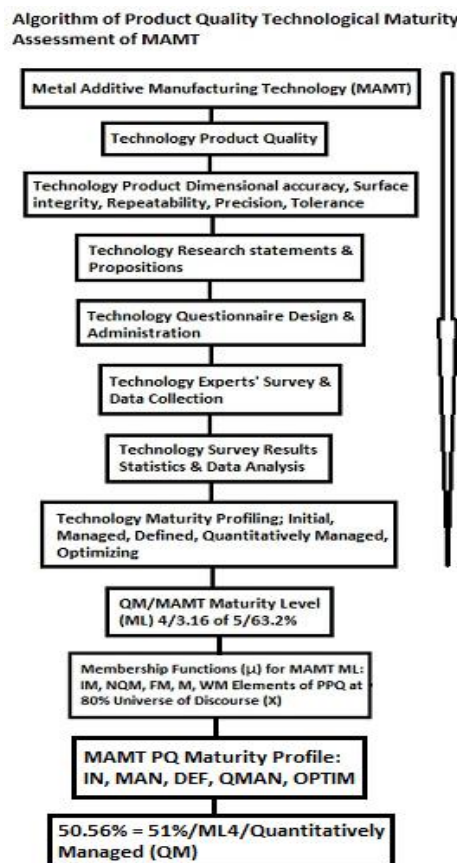 Algorithm of Product Quality Technological Maturity
Assessment of MAMT
Metal Additive Manufacturing Technology (MAMT)
Technology Product Quality
Technology Product Dimensional accuracy, Surface
integrity, Repeatability, Precision, Tolerance
Technology Research statements &
Propositions
Technology Questionnaire Design &
Administration
Technology Experts' Survey &
Data Collection
Technology Survey Results
Statistics & Data Analysis
Technology Maturity Profiling; Initial,
Managed, Defined, Quantitatively Managed,
Optimizing
QM/MAMT Maturity Level
(ML) 4/3.16 of 5/63.2%
Membership Functions (μ) for MAMT ML:
IM, NQM, FM, M, WM Elements of PPQ at
80% Universe of Discourse (X)
MAMT PQ Maturity Profile:
IN, MAN, DEF, QMAN, OPTIM
50.56% = 51%/ML4/Quantitatively
Managed (QM)